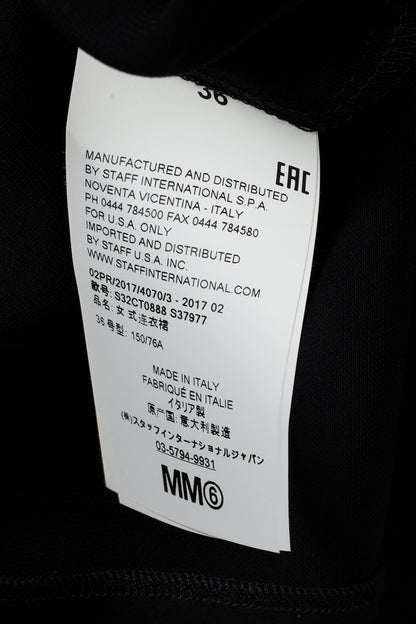 36
EAC
MANUFACTURED AND DISTRIBUTED
BY STAFF INTERNATIONAL S.P.A.
NOVENTA VICENTINA - ITALY
PH 0444 784500 FAX 0444 784580
FOR U.S.A. ONLY
IMPORTED AND DISTRIBUTED
BY STAFF U.S.A. INC.
WWW.STAFFINTERNATIONAL.COM
02PR/2017/4070/3 - 2017 02
款号: S32CT0888 S37977
品名: 女式连衣裙
36 号型: 150/76A
MADE IN ITALY
FABRIQUÉ EN ITALIE
イタリア製
原产国: 意大利製造
(株)スタッフインターナショナルジャパン
03-5794-9931
MM⑥